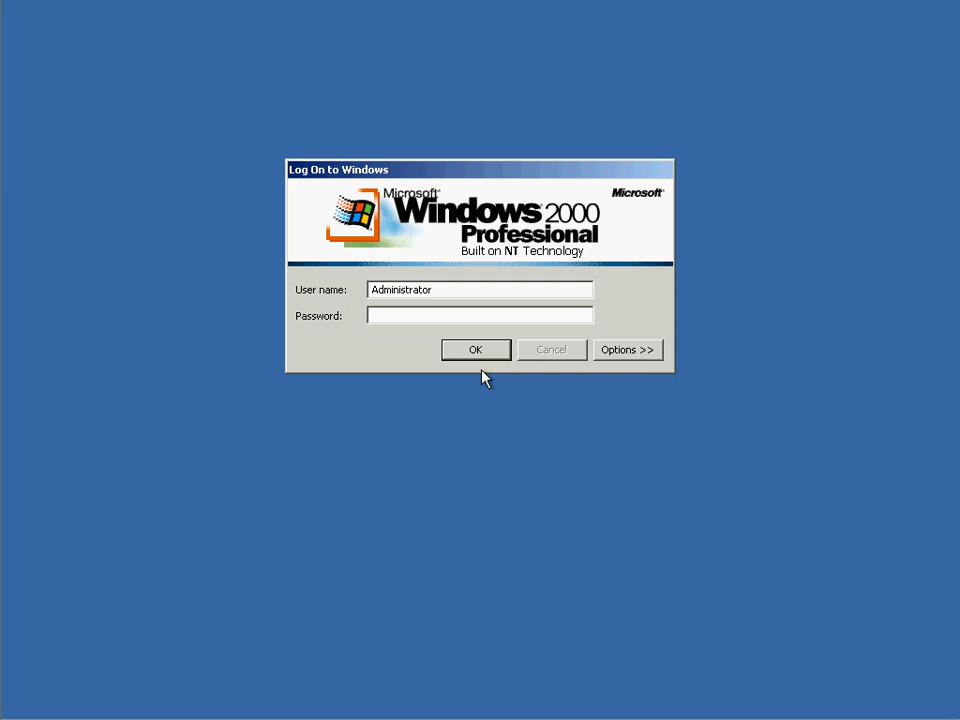 Log On to Windows
Microsoft
Microsoft
Windows 2000
Professional
Built on NT Technology
User name: Administrator
Password:
OK Cancel Options >>